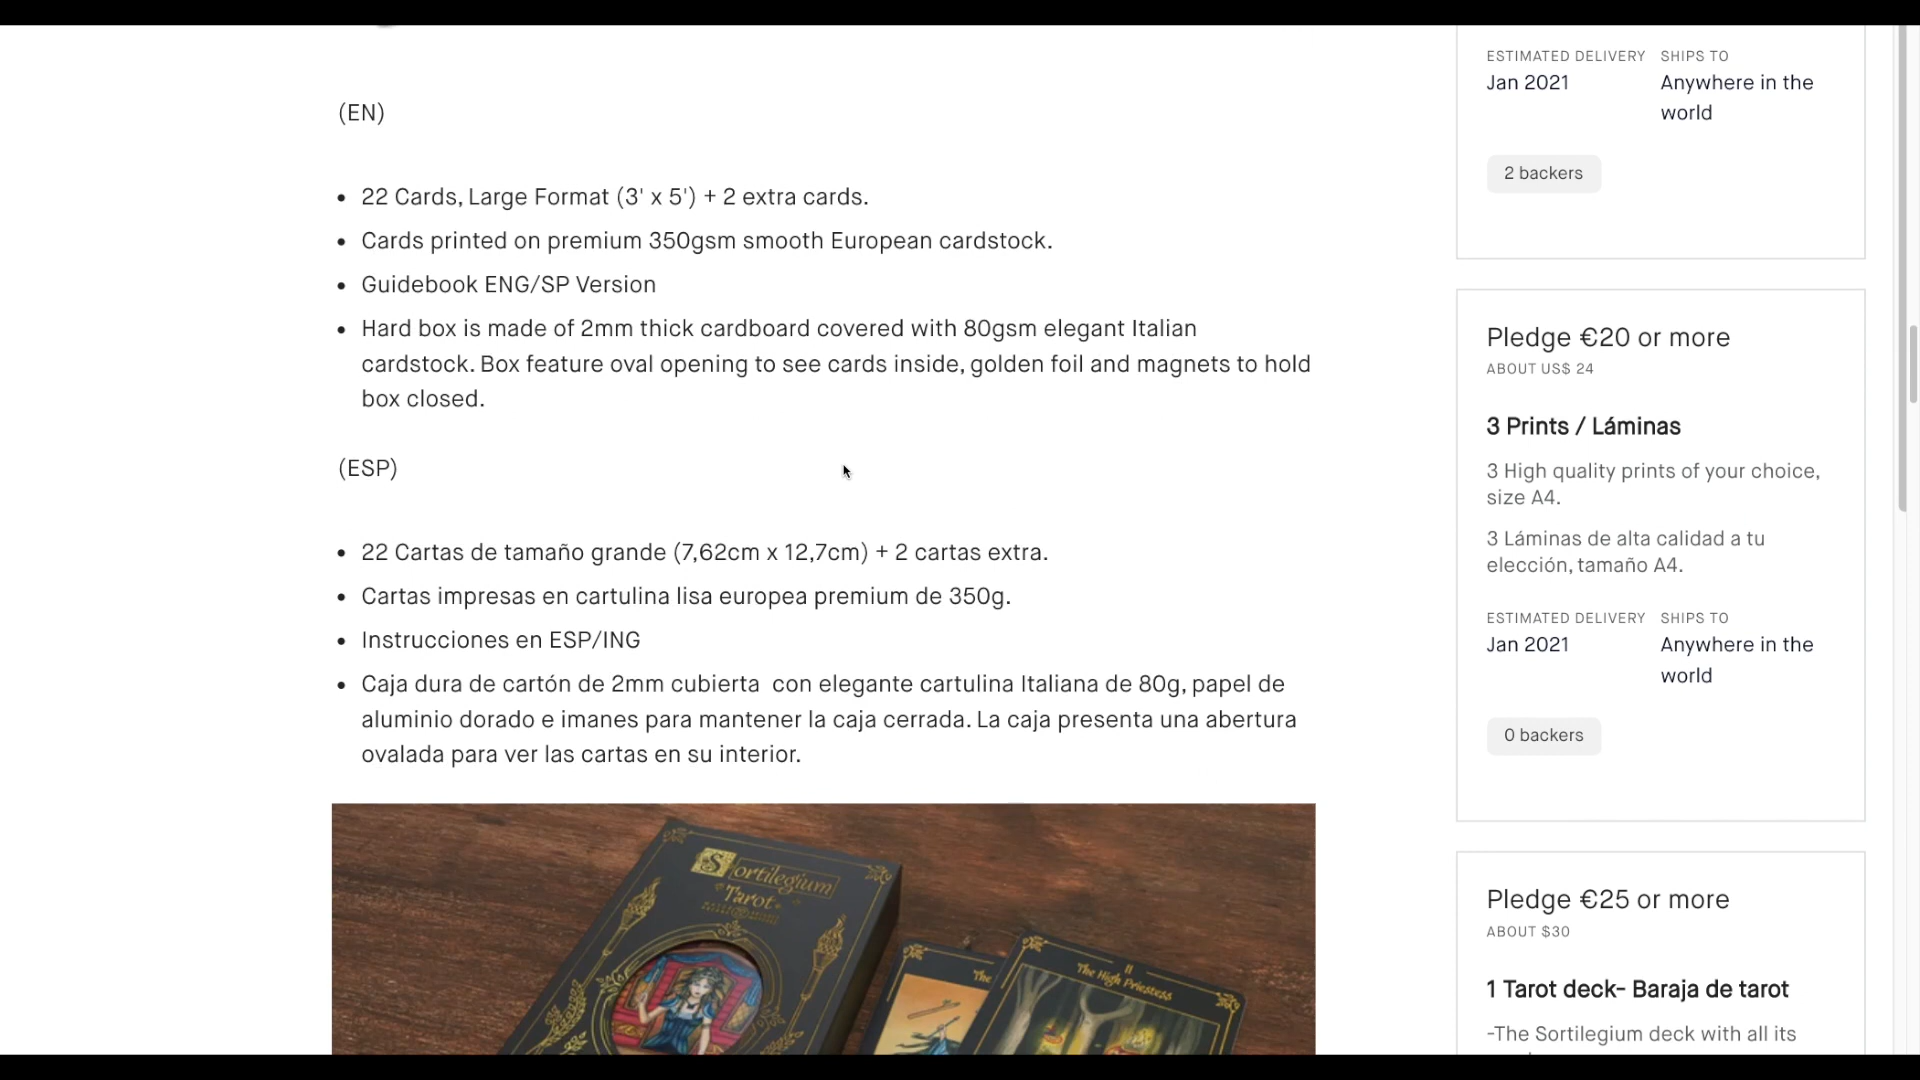 (EN)
22 Cards, Large Format (3' x 5') + 2 extra cards.
Cards printed on premium 350gsm smooth European cardstock.
Guidebook ENG/SP Version
Hard box is made of 2mm thick cardboard covered with 80gsm elegant Italian
cardstock. Box feature oval opening to see cards inside, golden foil and magnets to hold
box closed.
(ESP)
22 Cartas de tamaño grande (7,62cm x 12,7cm) + 2 cartas extra.
Cartas impresas en cartulina lisa europea premium de 350g.
Instrucciones en ESP/ING
Caja dura de cartón de 2mm cubierta  con elegante cartulina Italiana de 80g, papel de
aluminio dorado e imanes para mantener la caja cerrada. La caja presenta una abertura
ovalada para ver las cartas en su interior.
Sortilegium
Tarot
The
II
The High Priestess
ESTIMATED DELIVERY SHIPS TO
Jan 2021 Anywhere in the
world
2 backers
Pledge €20 or more
ABOUT US$ 24
3 Prints / Láminas
3 High quality prints of your choice,
size A4.
3 Láminas de alta calidad a tu
elección, tamaño A4.
ESTIMATED DELIVERY SHIPS TO
Jan 2021 Anywhere in the
world
0 backers
Pledge €25 or more
ABOUT $30
1 Tarot deck- Baraja de tarot
-The Sortilegium deck with all its